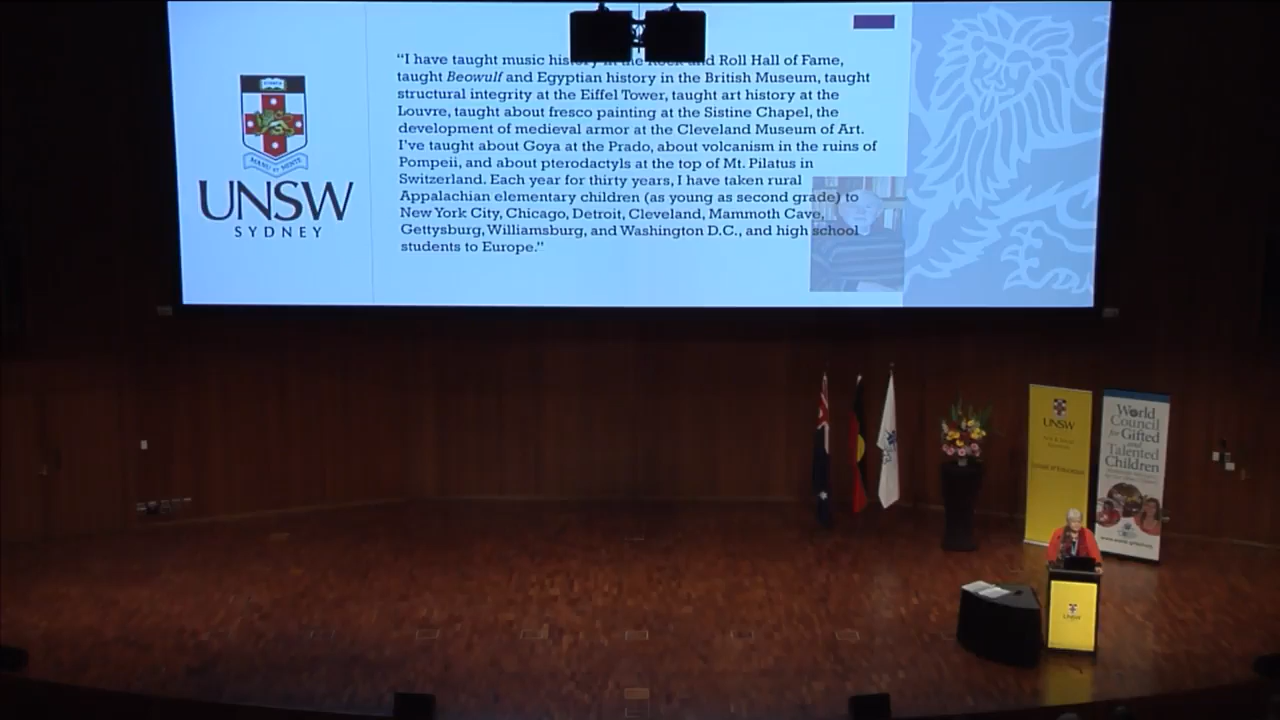 “I have taught music history in the Rock and Roll Hall of Fame,
taught Beowulf and Egyptian history in the British Museum, taught
structural integrity at the Eiffel Tower, taught art history at the
Louvre, taught about fresco painting at the Sistine Chapel, the
development of medieval armor at the Cleveland Museum of Art.
I've taught about Goya at the Prado, about volcanism in the ruins of
Pompeii, and about pterodactyls at the top of Mt. Pilatus in
Switzerland. Each year for thirty years, I have taken rural
Appalachian elementary children (as young as second grade) to
New York City, Chicago, Detroit, Cleveland, Mammoth Cave,
Gettysburg, Williamsburg, and Washington D.C., and high school
students to Europe.”
MANU ET MENTE
UNSW
SYDNEY
UNSW
World
Council
for Gifted
and
Talented
Children
UNSW